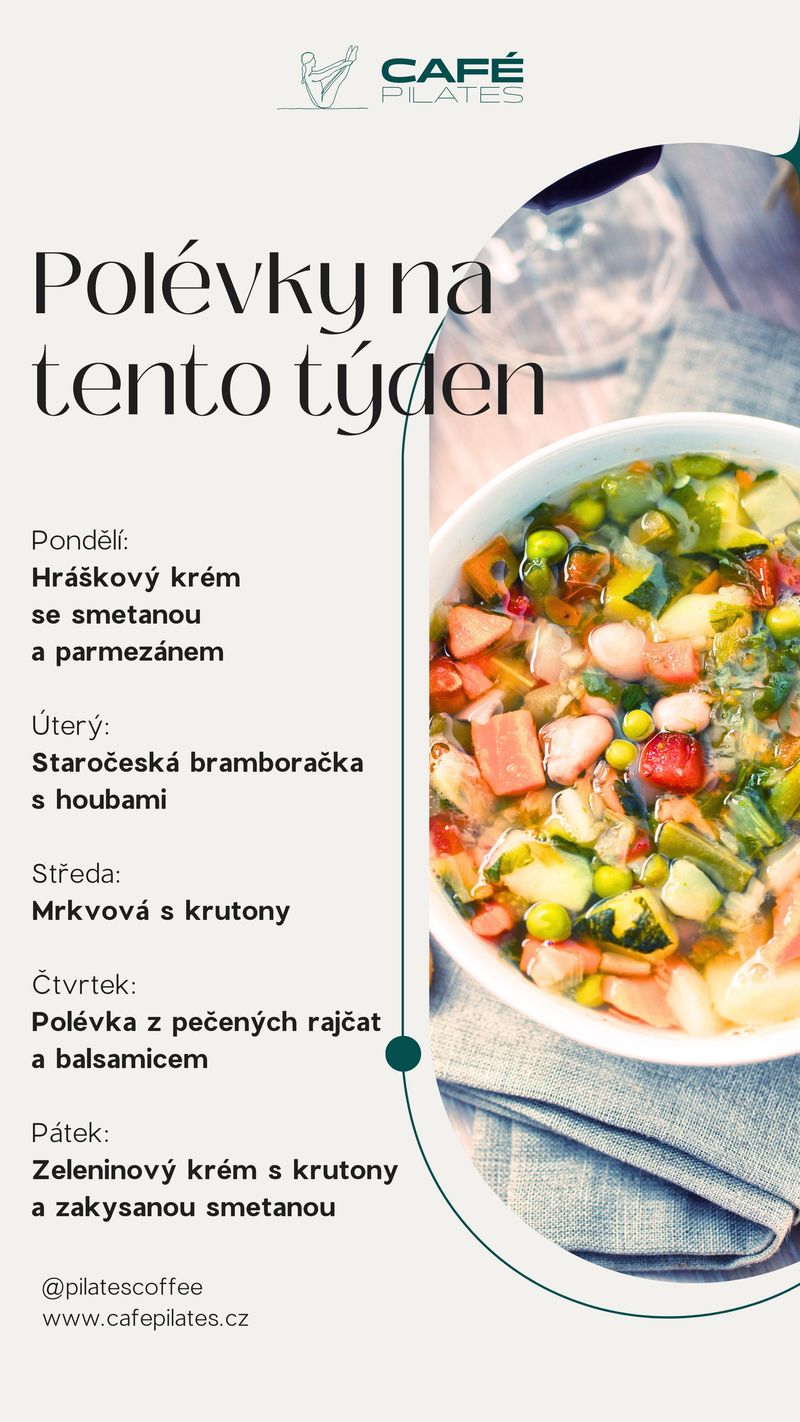 CAFÉ
PILATES
Polévky na
tento týden
Pondělí:
Hráškový krém
se smetanou
a parmezánem
Úterý:
Staročeská bramboračka
s houbami
Středa:
Mrkvová s krutony
Čtvrtek:
Polévka z pečených rajčat
a balsamicem
Pátek:
Zeleninový krém s krutony
a zakysanou smetanou
@pilatescoffee
www.cafepilates.cz